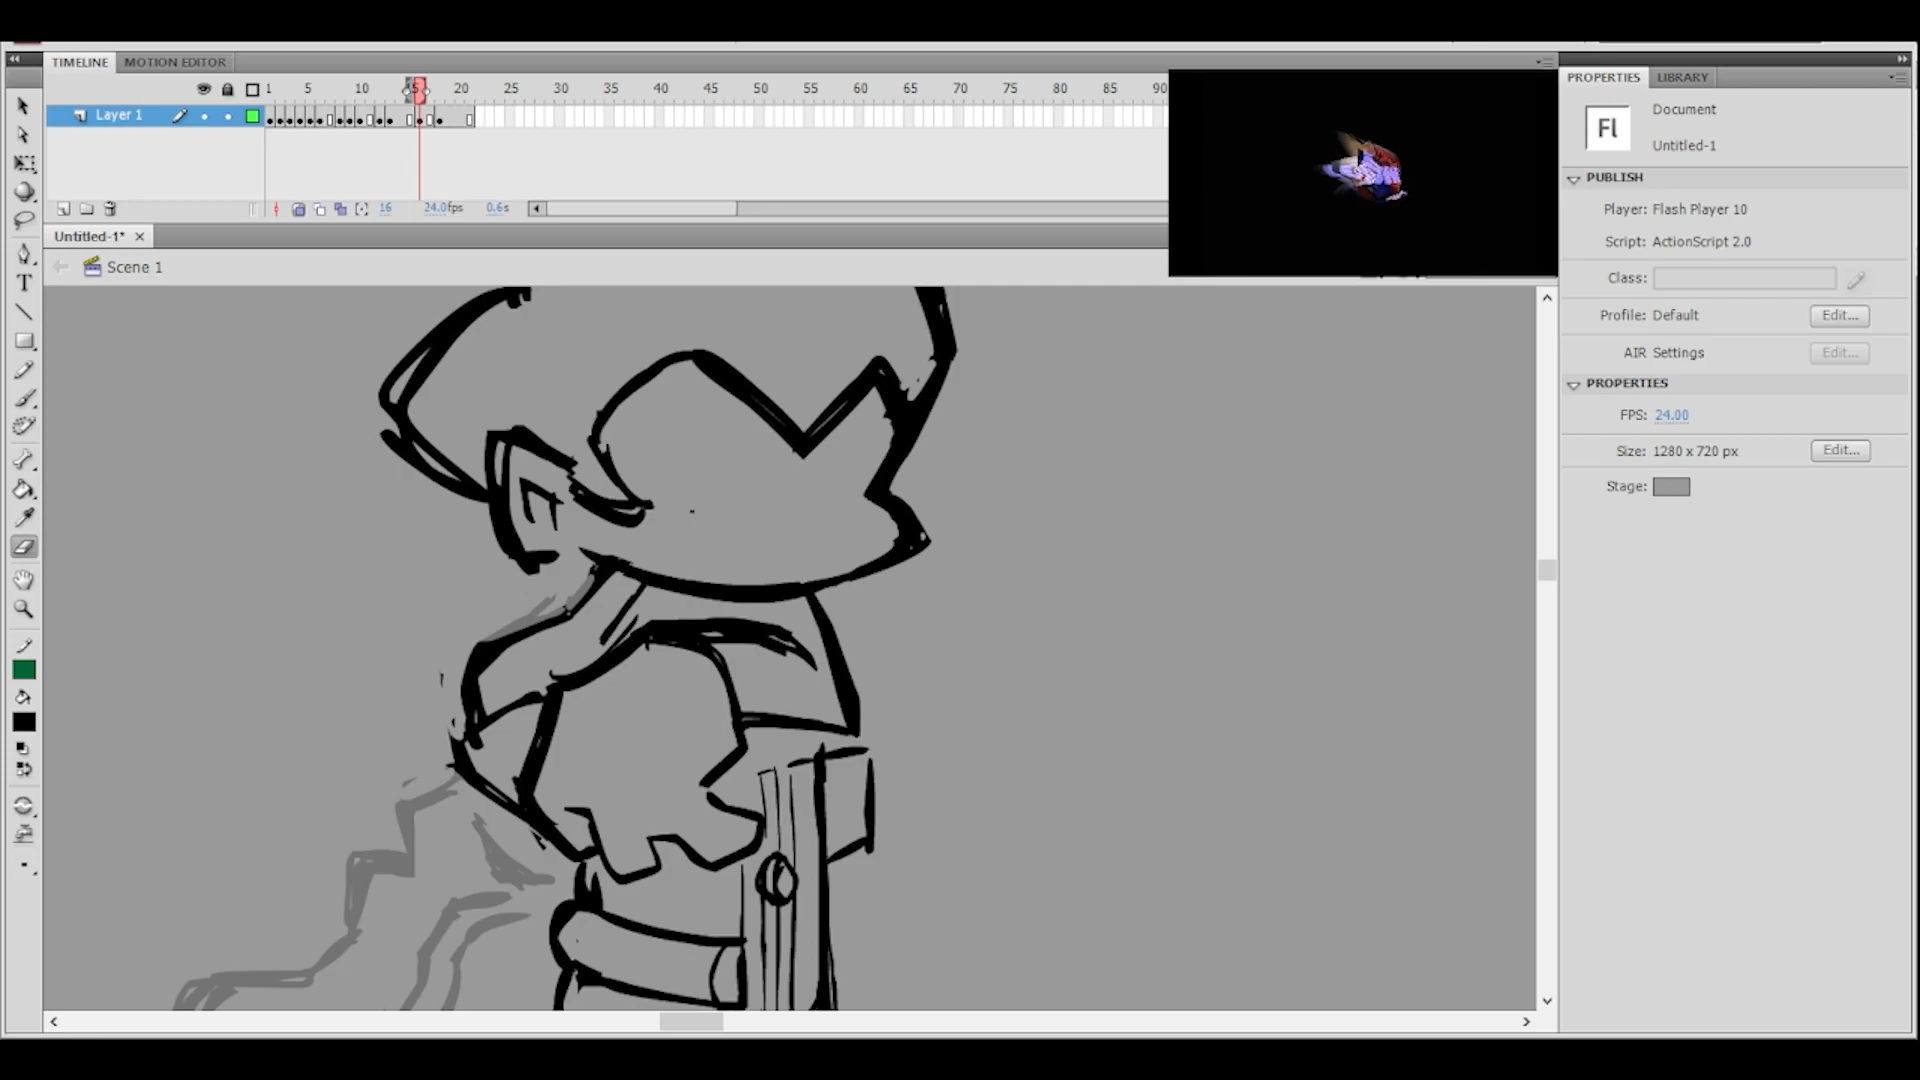 TIMELINE MOTION EDITOR
1 5 10 15 20 25 30 35 40 45 50 55 60 65 70 75 80 85 90
Layer 1
16 24.0fps 0.6s
Untitled-1*
Scene 1
T
PROPERTIES LIBRARY
Fl
Document
Untitled-1
PUBLISH
Player: Flash Player 10
Script: ActionScript 2.0
Class:
Profile: Default Edit...
AIR Settings Edit...
PROPERTIES
FPS: 24.00
Size: 1280 x 720 px Edit...
Stage: